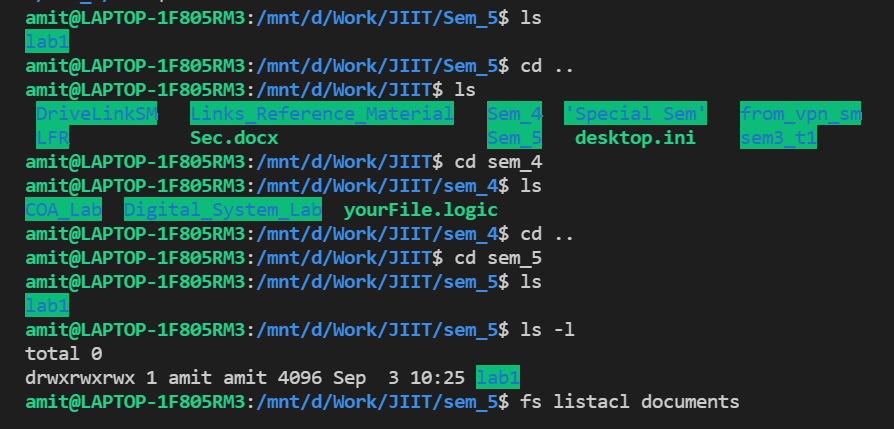 amit@LAPTOP-1F805RM3:/mnt/d/Work/JIIT/Sem_5$ ls
lab1
amit@LAPTOP-1F805RM3:/mnt/d/Work/JIIT/Sem_5$ cd ..
amit@LAPTOP-1F805RM3:/mnt/d/Work/JIIT$ ls
DriveLinkSM Links_Reference_Material Sem_4 'Special Sem' from_vpn_sm
LFR Sec.docx Sem_5 desktop.ini sem3_t1
amit@LAPTOP-1F805RM3:/mnt/d/Work/JIIT$ cd sem_4
amit@LAPTOP-1F805RM3:/mnt/d/Work/JIIT/sem_4$ ls
COA_Lab Digital_System_Lab yourFile.logic
amit@LAPTOP-1F805RM3:/mnt/d/Work/JIIT/sem_4$ cd ..
amit@LAPTOP-1F805RM3:/mnt/d/Work/JIIT$ cd sem_5
amit@LAPTOP-1F805RM3:/mnt/d/Work/JIIT/sem_5$ ls
lab1
amit@LAPTOP-1F805RM3:/mnt/d/Work/JIIT/sem_5$ ls -l
total 0
drwxrwxrwx 1 amit amit 4096 Sep  3 10:25 lab1
amit@LAPTOP-1F805RM3:/mnt/d/Work/JIIT/sem_5$ fs listacl documents